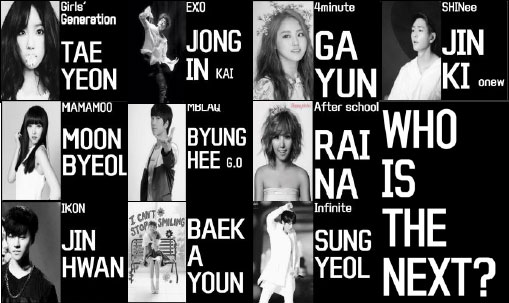 Girls'
Generation
TAE
YEON
EXO
JONG
IN KAI
4minute
GA
YUN
SHINee
JIN
KI onew
MAMAMOO
MOON
BYEOL
MBLAQ
BYUNG
HEE G.O
After school
RAI
NA
WHO
IS
THE
NEXT?
IKON
JIN
HWAN
I CAN'T
STOP SMILING
BAEK
A
YOUN
Infinite
SUNG
YEOL